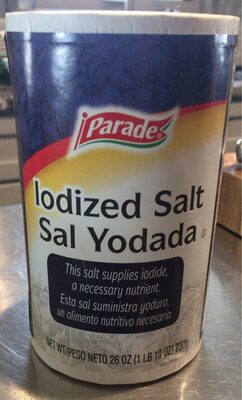 Parade
Iodized Salt
Sal Yodada
This salt supplies iodide,
a necessary nutrient.
Esta sal suministra yoduro,
un alimento nutritivo necesario.
NET WT/PESO NETO 26 OZ (1 LB 10 OZ) 737g